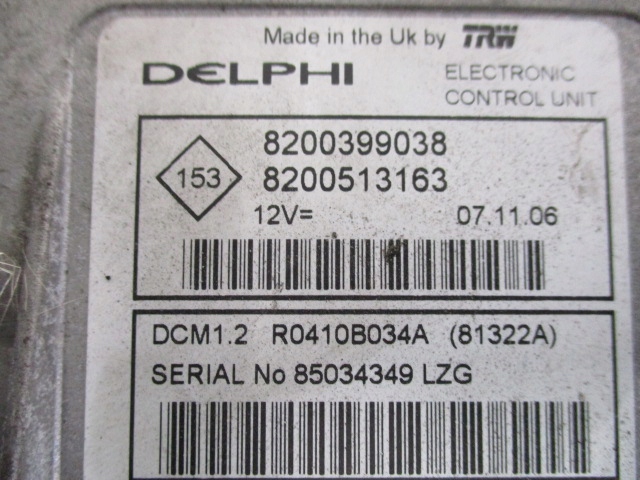 Made in the Uk by TRW
DELPHI
ELECTRONIC
CONTROL UNIT
153
8200399038
8200513163
12V=
07.11.06
DCM1.2 R0410B034A (81322A)
SERIAL No 85034349 LZG